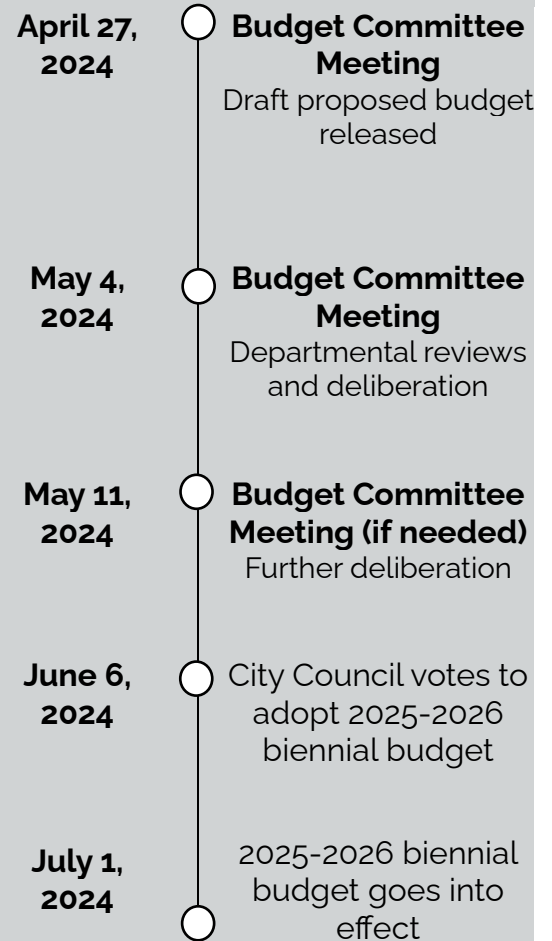 April 27,
2024
Budget Committee
Meeting
Draft proposed budget
released
May 4,
2024
Budget Committee
Meeting
Departmental reviews
and deliberation
May 11,
2024
Budget Committee
Meeting (if needed)
Further deliberation
June 6,
2024
City Council votes to
adopt 2025-2026
biennial budget
July 1,
2024
2025-2026 biennial
budget goes into
effect